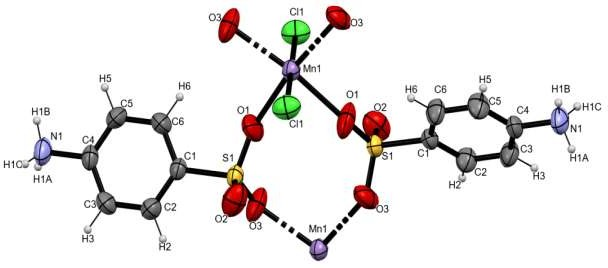 O3 Cl1 O3
Mn1
H5 H6 O1 Cl1 O1 O2 H6 H5 H1B
H1B C5 C6 C6 C5 C4 H1C
N1 C4 C1 S1 S1 C1 N1
H1C H1A C3 C2 O2 O3 O3 H2 C2 C3 H3 H1A
H3 H2 Mn1